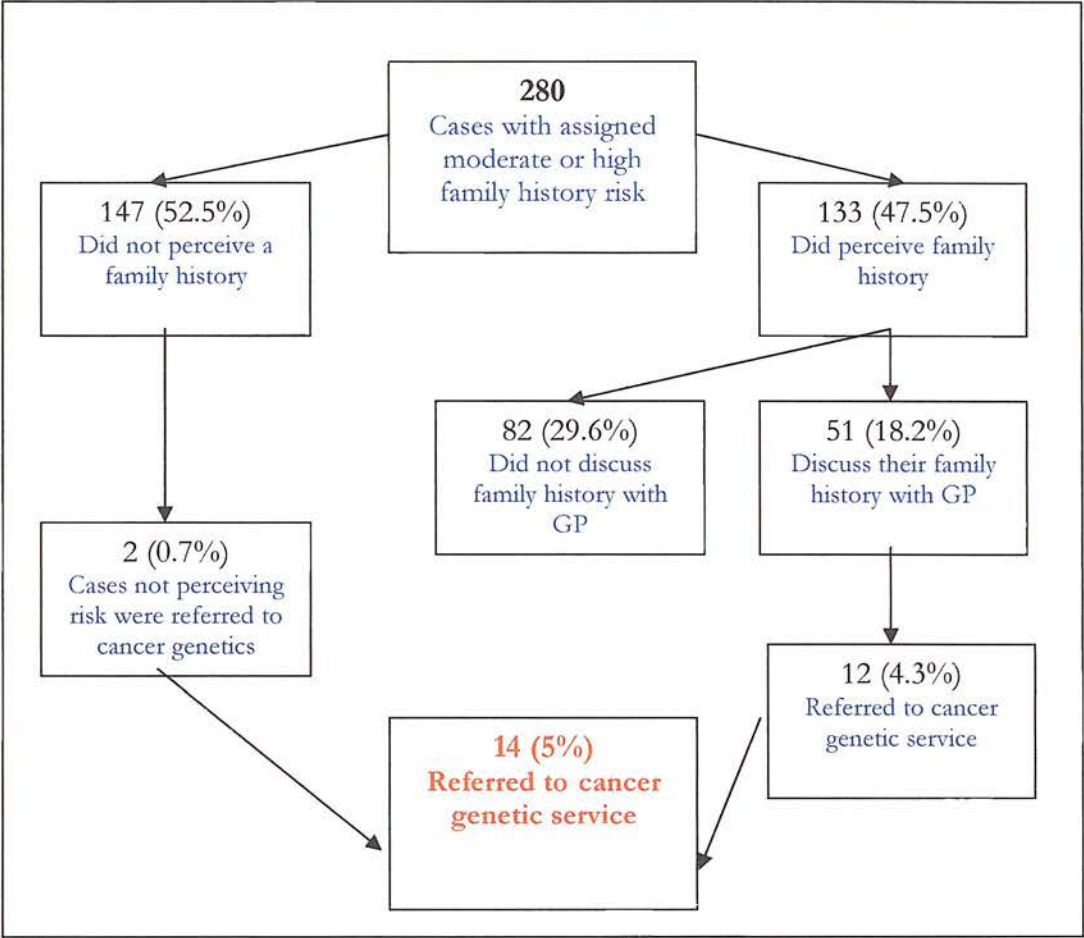 280
Cases with assigned
moderate or high
family history risk
147 (52.5%)
Did not perceive a
family history
133 (47.5%)
Did perceive family
history
82 (29.6%)
Did not discuss
family history with
GP
51 (18.2%)
Discuss their family
history with GP
2 (0.7%)
Cases not perceiving
risk were referred to
cancer genetics
12 (4.3%)
Referred to cancer
genetic service
14 (5%)
Referred to cancer
genetic service